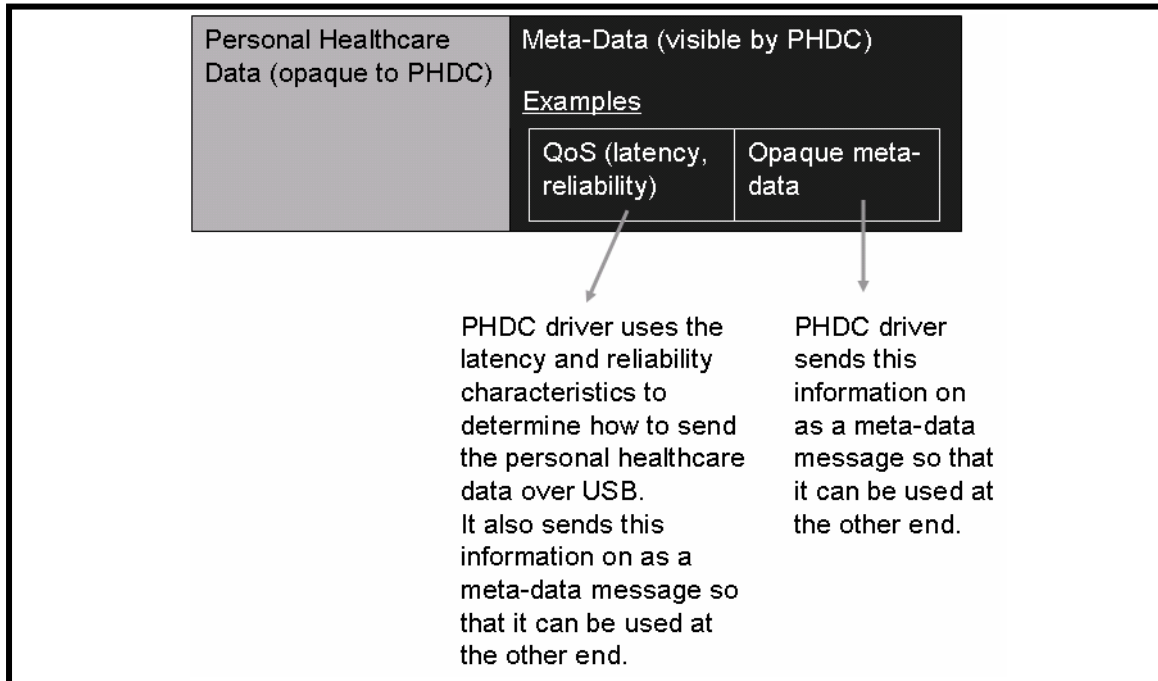 Personal Healthcare
Data (opaque to PHDC)
Meta-Data (visible by PHDC)
Examples
QoS (latency,
reliability)
Opaque meta-
data
PHDC driver uses the
latency and reliability
characteristics to
determine how to send
the personal healthcare
data over USB.
It also sends this
information on as a
meta-data message so
that it can be used at
the other end.
PHDC driver
sends this
information on
as a meta-data
message so that
it can be used at
the other end.